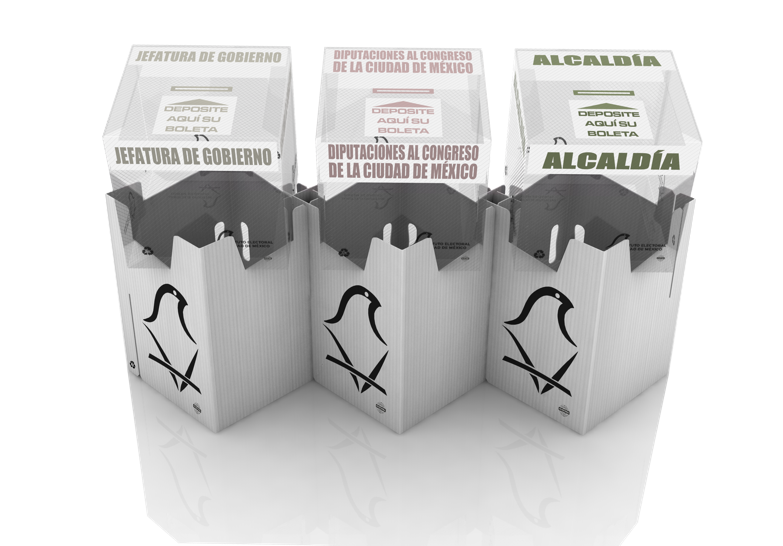 JEFATURA DE GOBIERNO
DEPOSITE
AQUÍ SU
BOLETA
JEFATURA DE GOBIERNO
DIPUTACIONES AL CONGRESO
DE LA CIUDAD DE MÉXICO
DEPOSITE
AQUÍ SU
BOLETA
DIPUTACIONES AL CONGRESO
DE LA CIUDAD DE MÉXICO
ALCALDÍA
DEPOSITE
AQUÍ SU
BOLETA
ALCALDÍA